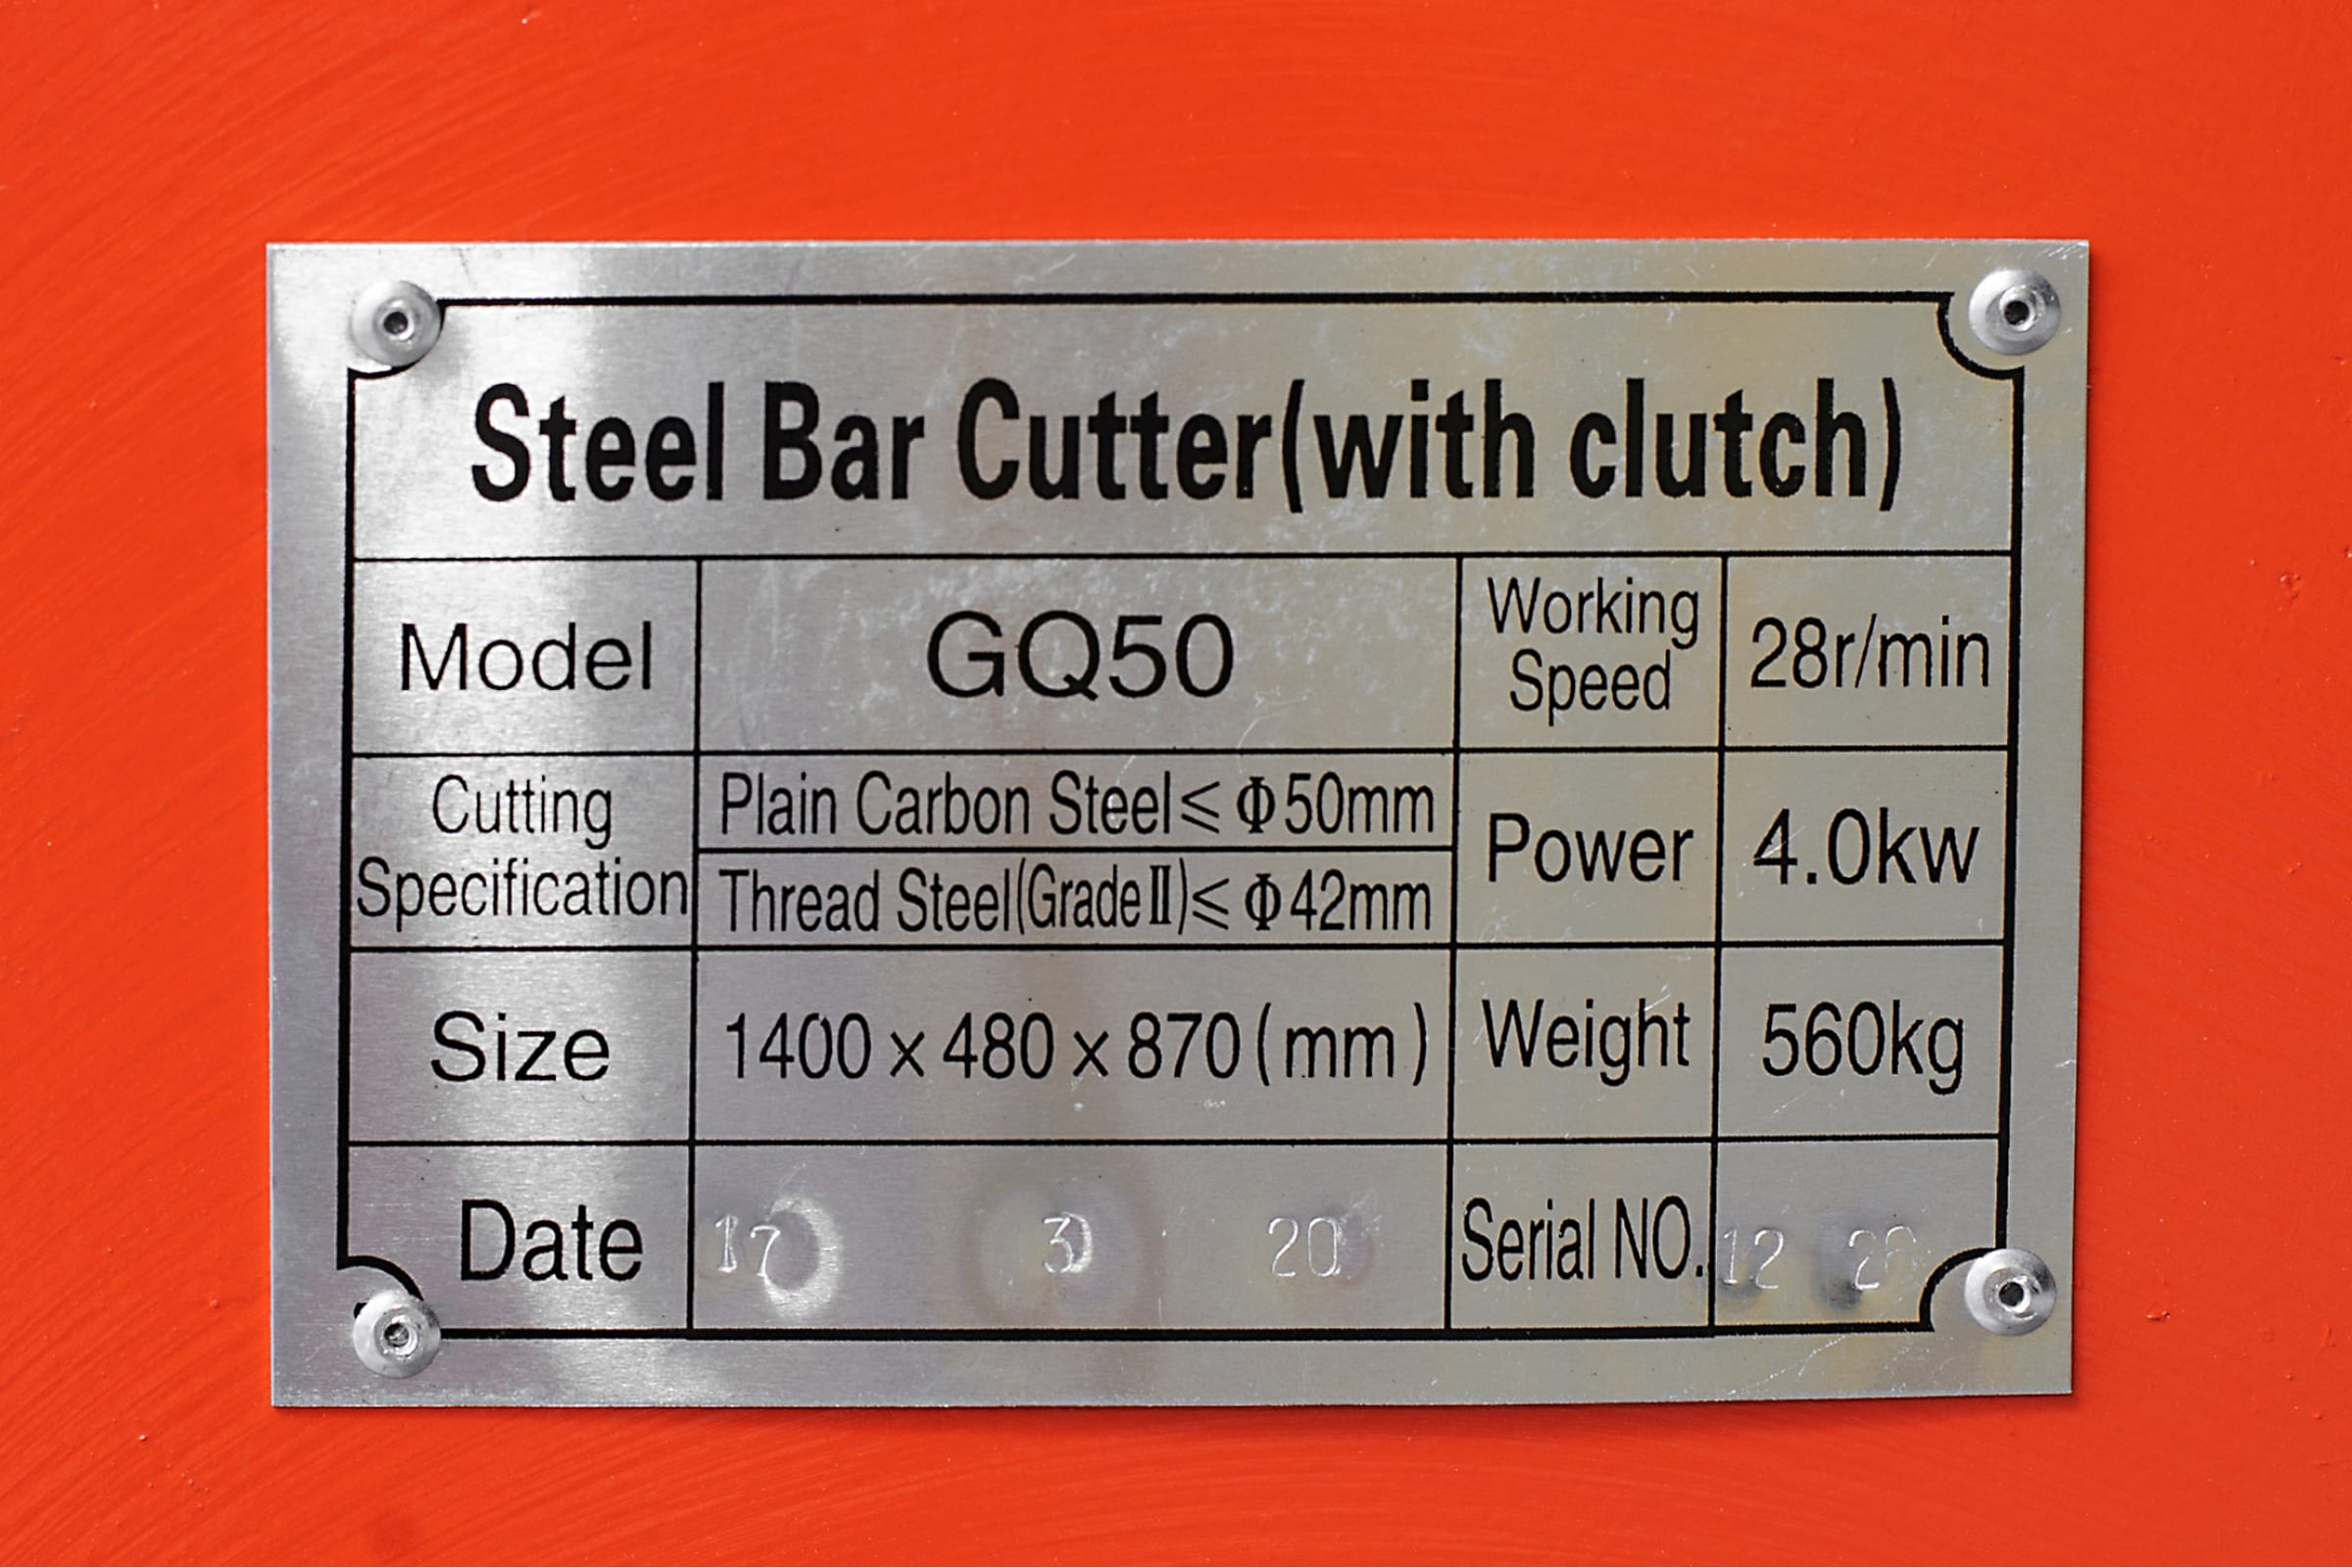 Steel Bar Cutter(with clutch)
Model GQ50 Working Speed 28r/min
Cutting Specification Plain Carbon Steel≤Φ50mm
Thread Steel(GradeⅡ)≤Φ42mm
Power 4.0kw
Size 1400×480×870(mm) Weight 560kg
Date 17 3 20 Serial NO. 12